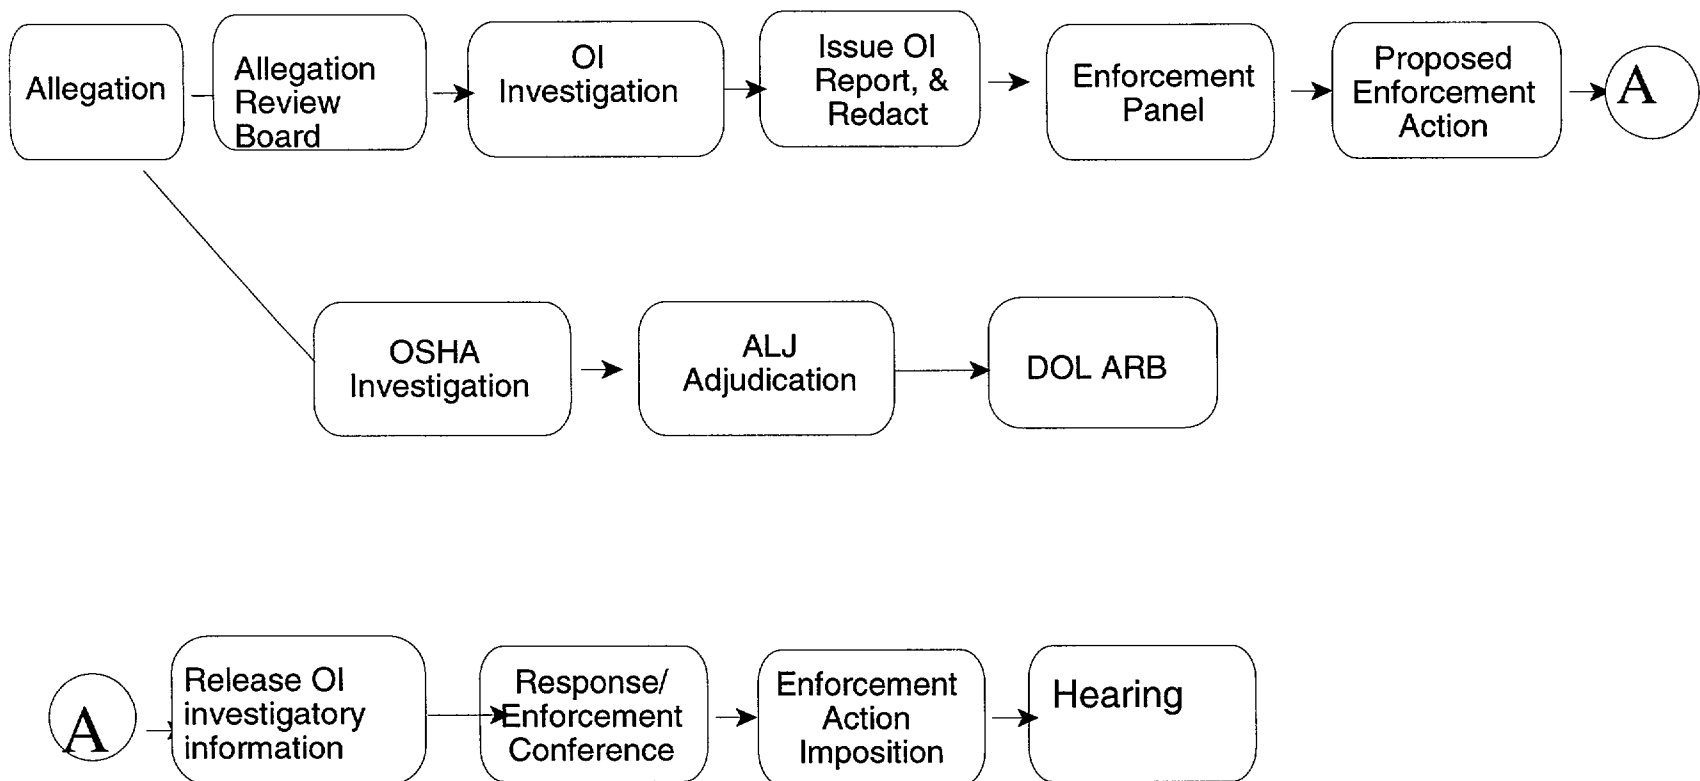 Allegation
Allegation
Review
Board
OI
Investigation
Issue OI
Report, &
Redact
Enforcement
Panel
Proposed
Enforcement
Action
A
OSHA
Investigation
ALJ
Adjudication
DOL ARB
A
Release OI
investigatory
information
Response/
Enforcement
Conference
Enforcement
Action
Imposition
Hearing